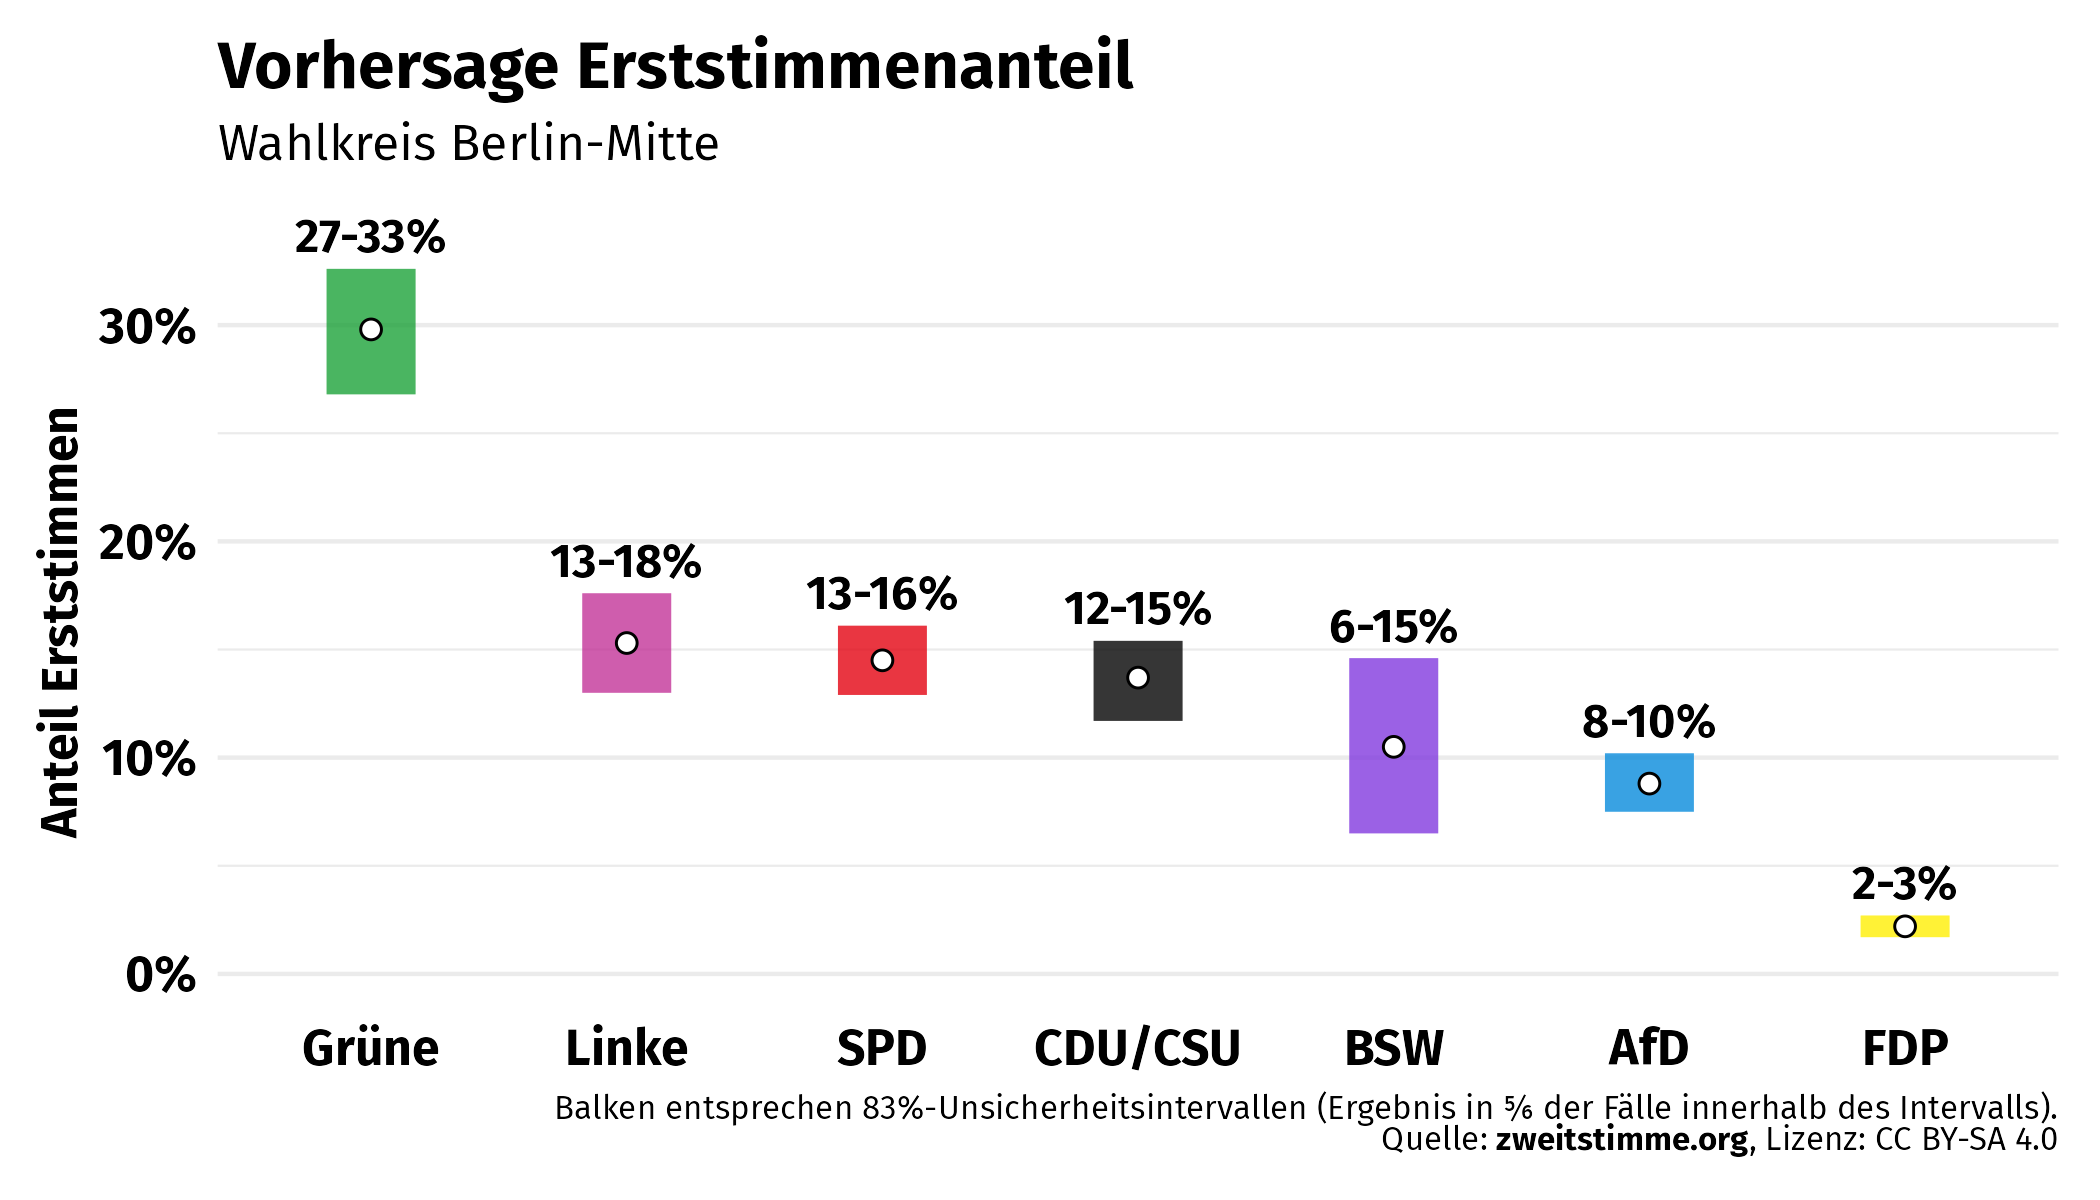 Vorhersage Erststimmenanteil
Wahlkreis Berlin-Mitte
Anteil Erststimmen
30%
20%
10%
0%
27-33%
13-18%
13-16%
12-15%
6-15%
8-10%
2-3%
Grüne Linke SPD CDU/CSU BSW AfD FDP
Balken entsprechen 83%-Unsicherheitsintervallen (Ergebnis in ⅚ der Fälle innerhalb des Intervalls).
Quelle: zweitstimme.org, Lizenz: CC BY-SA 4.0